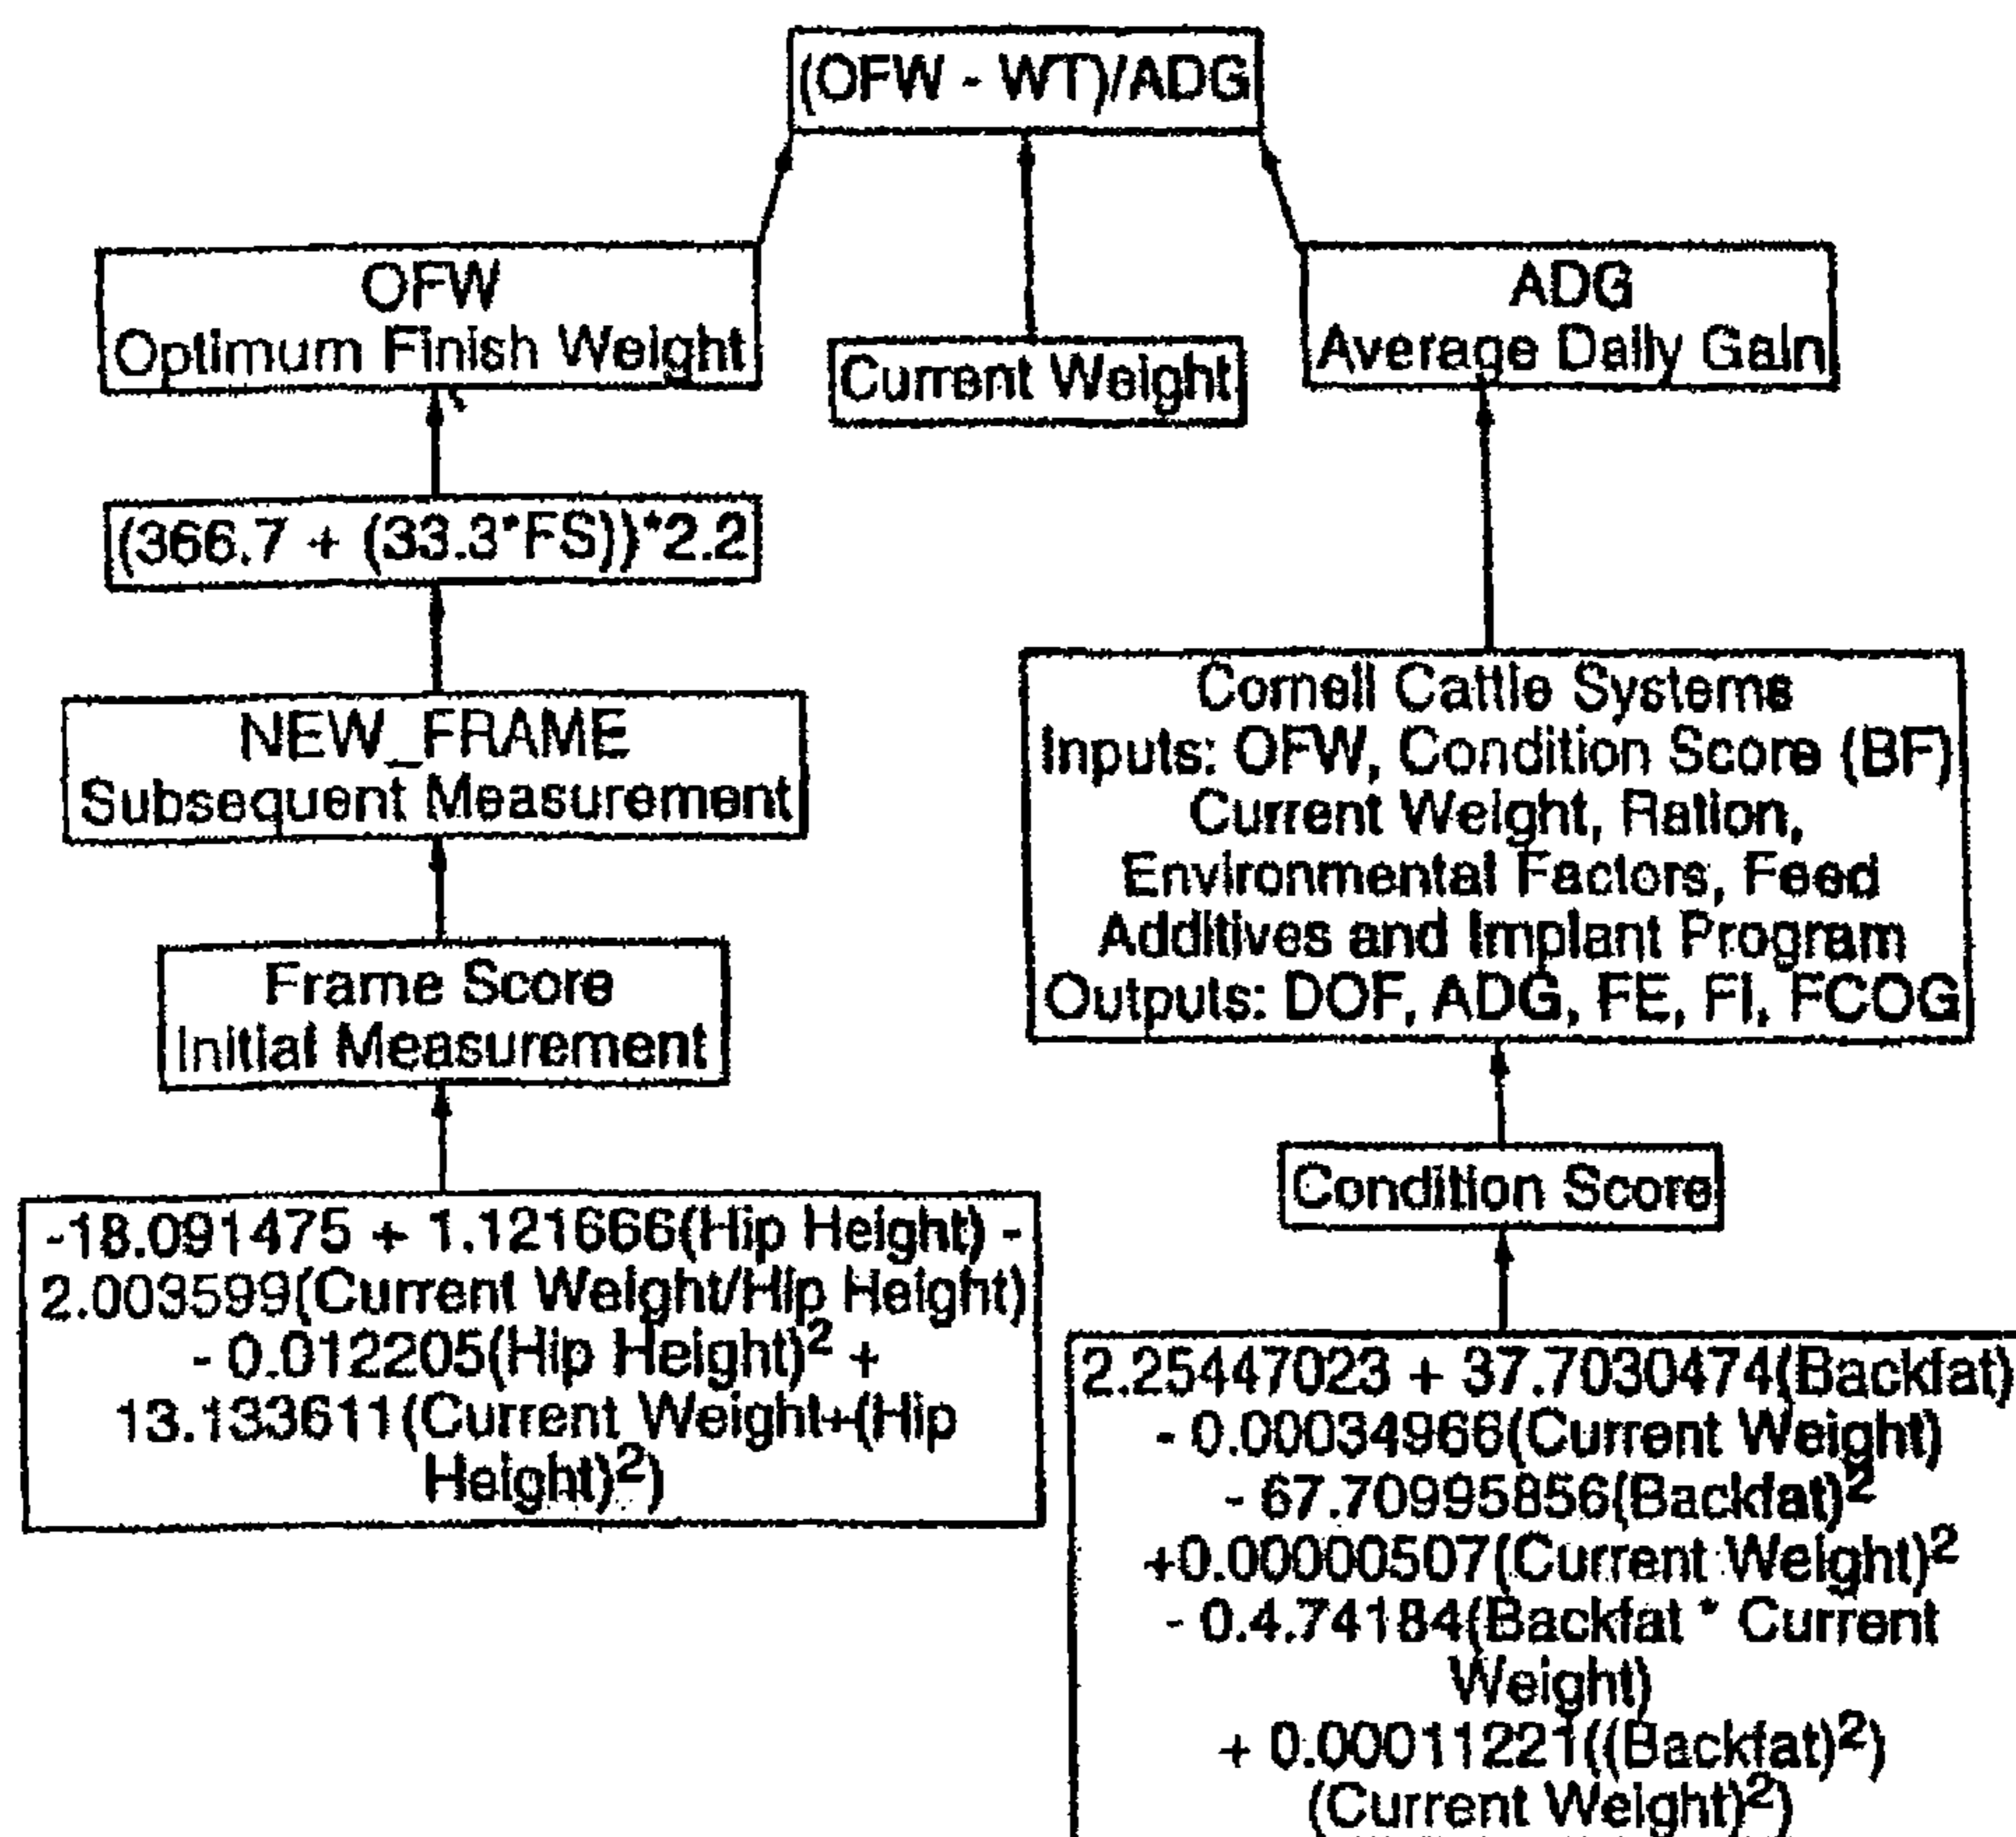 (OFW - WT)/ADG
OFW
Optimum Finish Weight
Current Weight
ADG
Average Daily Gain
(366.7 + (33.3*FS))*2.2
NEW_FRAME
Subsequent Measurement
Frame Score
Initial Measurement
-18.091475 + 1.121666(Hip Height) -
2.003599(Current Weight/Hip Height)
- 0.012205(Hip Height)2 +
13.133611(Current Weight+(Hip
Height)2)
Cornell Cattle Systems
Inputs: OFW, Condition Score (BF)
Current Weight, Ration,
Environmental Factors, Feed
Additives and Implant Program
Outputs: DOF, ADG, FE, FI, FCOG
Condition Score
2.25447023 + 37.7030474(Backfat)
- 0.00034966(Current Weight)
- 67.70995856(Backfat)2
+0.00000507(Current Weight)2
- 0.4.74184(Backfat * Current
Weight)
+ 0.00011221((Backfat)2)
(Current Weight)2)